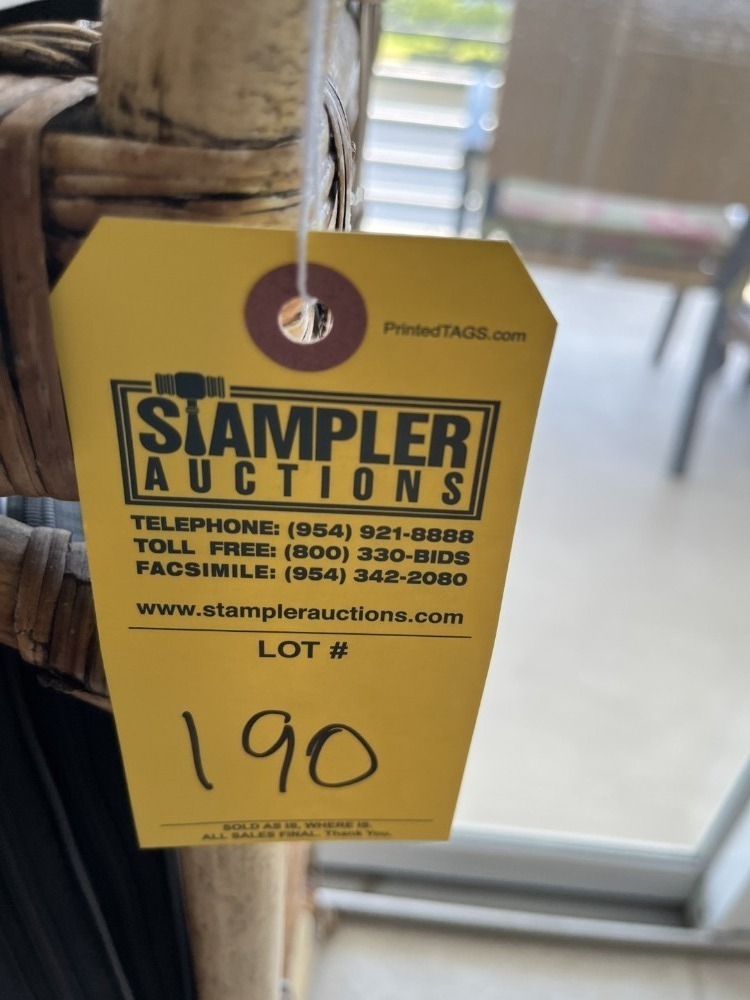 PrintedTAGS.com
STAMPLER
AUCTIONS
TELEPHONE: (954) 921-8888
TOLL FREE: (800) 330-BIDS
FACSIMILE: (954) 342-2080
www.stamplerauctions.com
LOT #
190
SOLD AS IS, WHERE IS.
ALL SALES FINAL. Thank You.